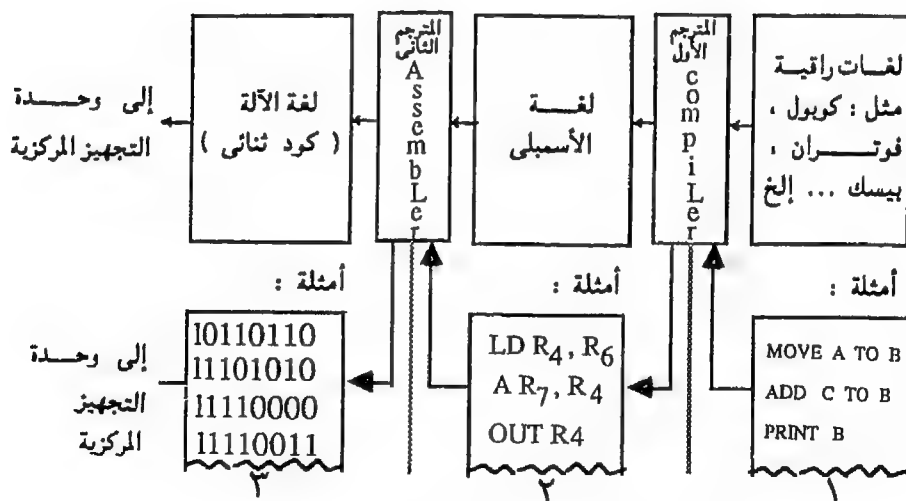 لغات راقية
مثل : كوبول ،
فوتران ،
بيسك ... إلخ
المترجم
الأول
compiLer
لغة
الأسمبلى
المترجم
الثانى
AssembLer
لغة الآلة
( كود ثنائى )
إلى وحدة
التجهيز المركزية
أمثلة :
MOVE A TO B
ADD C TO B
PRINT B
١
أمثلة :
LD R4 , R6
A R7 , R4
OUT R4
٢
أمثلة :
10110110
11101010
11110000
11110011
٣
إلى وحدة
التجهيز
المركزية